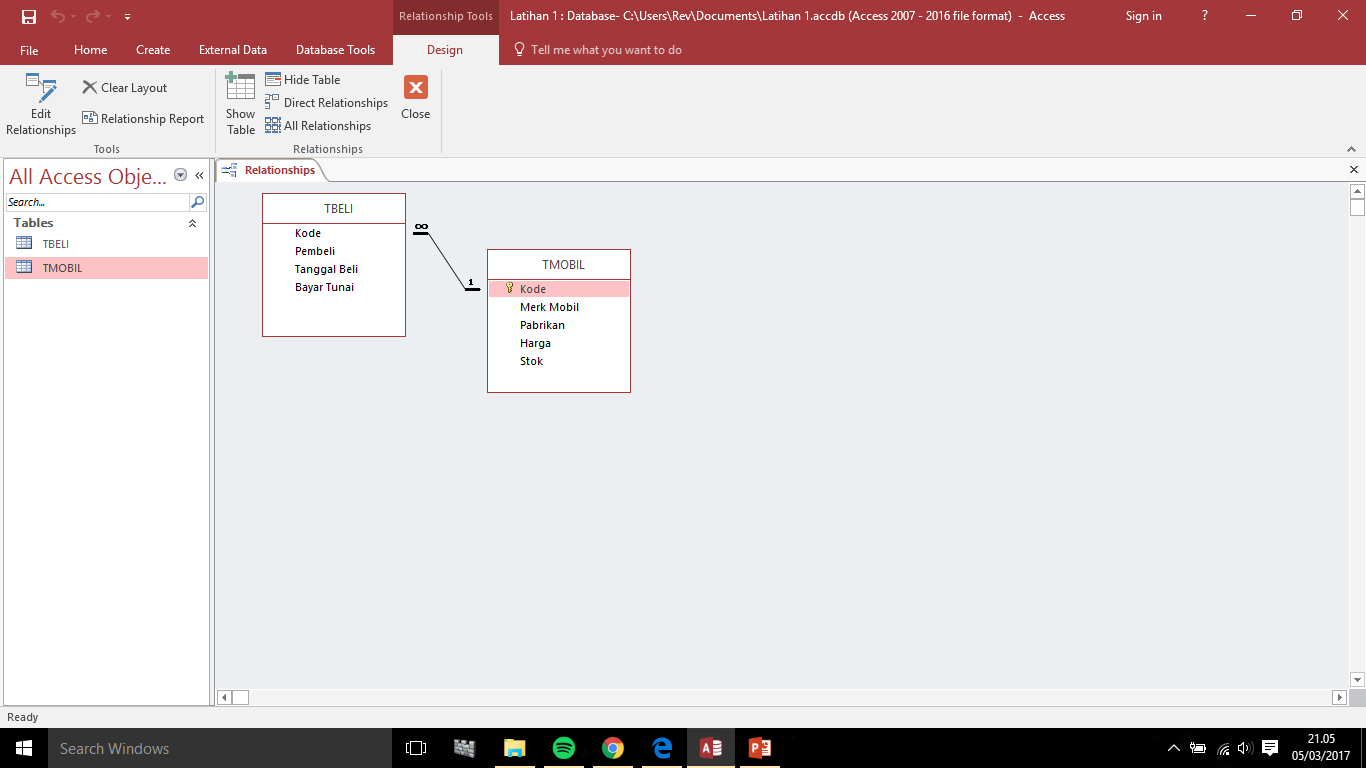 Relationship Tools
Latihan 1 : Database- C:\Users\Rev\Documents\Latihan 1.accdb (Access 2007 - 2016 file format) - Access
Sign in
?
File
Home
Create
External Data
Database Tools
Design
Tell me what you want to do
Edit
Relationships
Clear Layout
Relationship Report
Tools
Show
Table
Hide Table
Direct Relationships
All Relationships
Relationships
Close
All Access Obje...
Search...
Tables
TBELI
TMOBIL
Relationships
TBELI
Kode
Pembeli
Tanggal Beli
Bayar Tunai
∞
1
TMOBIL
Kode
Merk Mobil
Pabrikan
Harga
Stok
Ready
Search Windows
21.05
05/03/2017